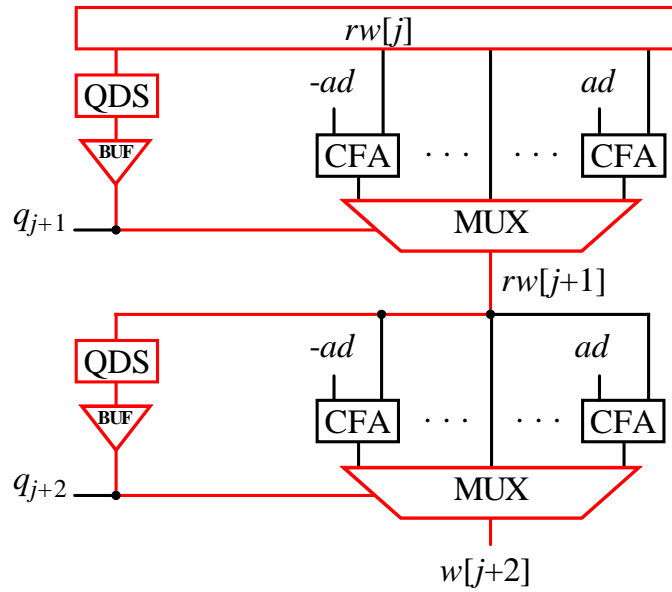 rw[j]
-ad ad
QDS
BUF
CFA · · · · · · CFA
MUX
q_{j+1}
rw[j+1]
-ad ad
QDS
BUF
CFA · · · · · · CFA
MUX
q_{j+2}
w[j+2]